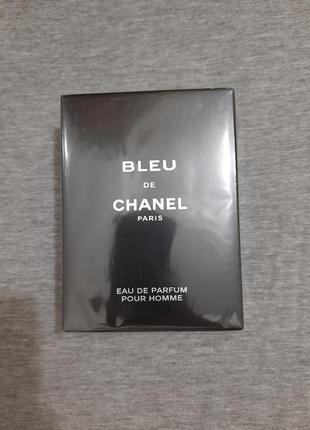 BLEU
DE
CHANEL
PARIS
EAU DE PARFUM
POUR HOMME